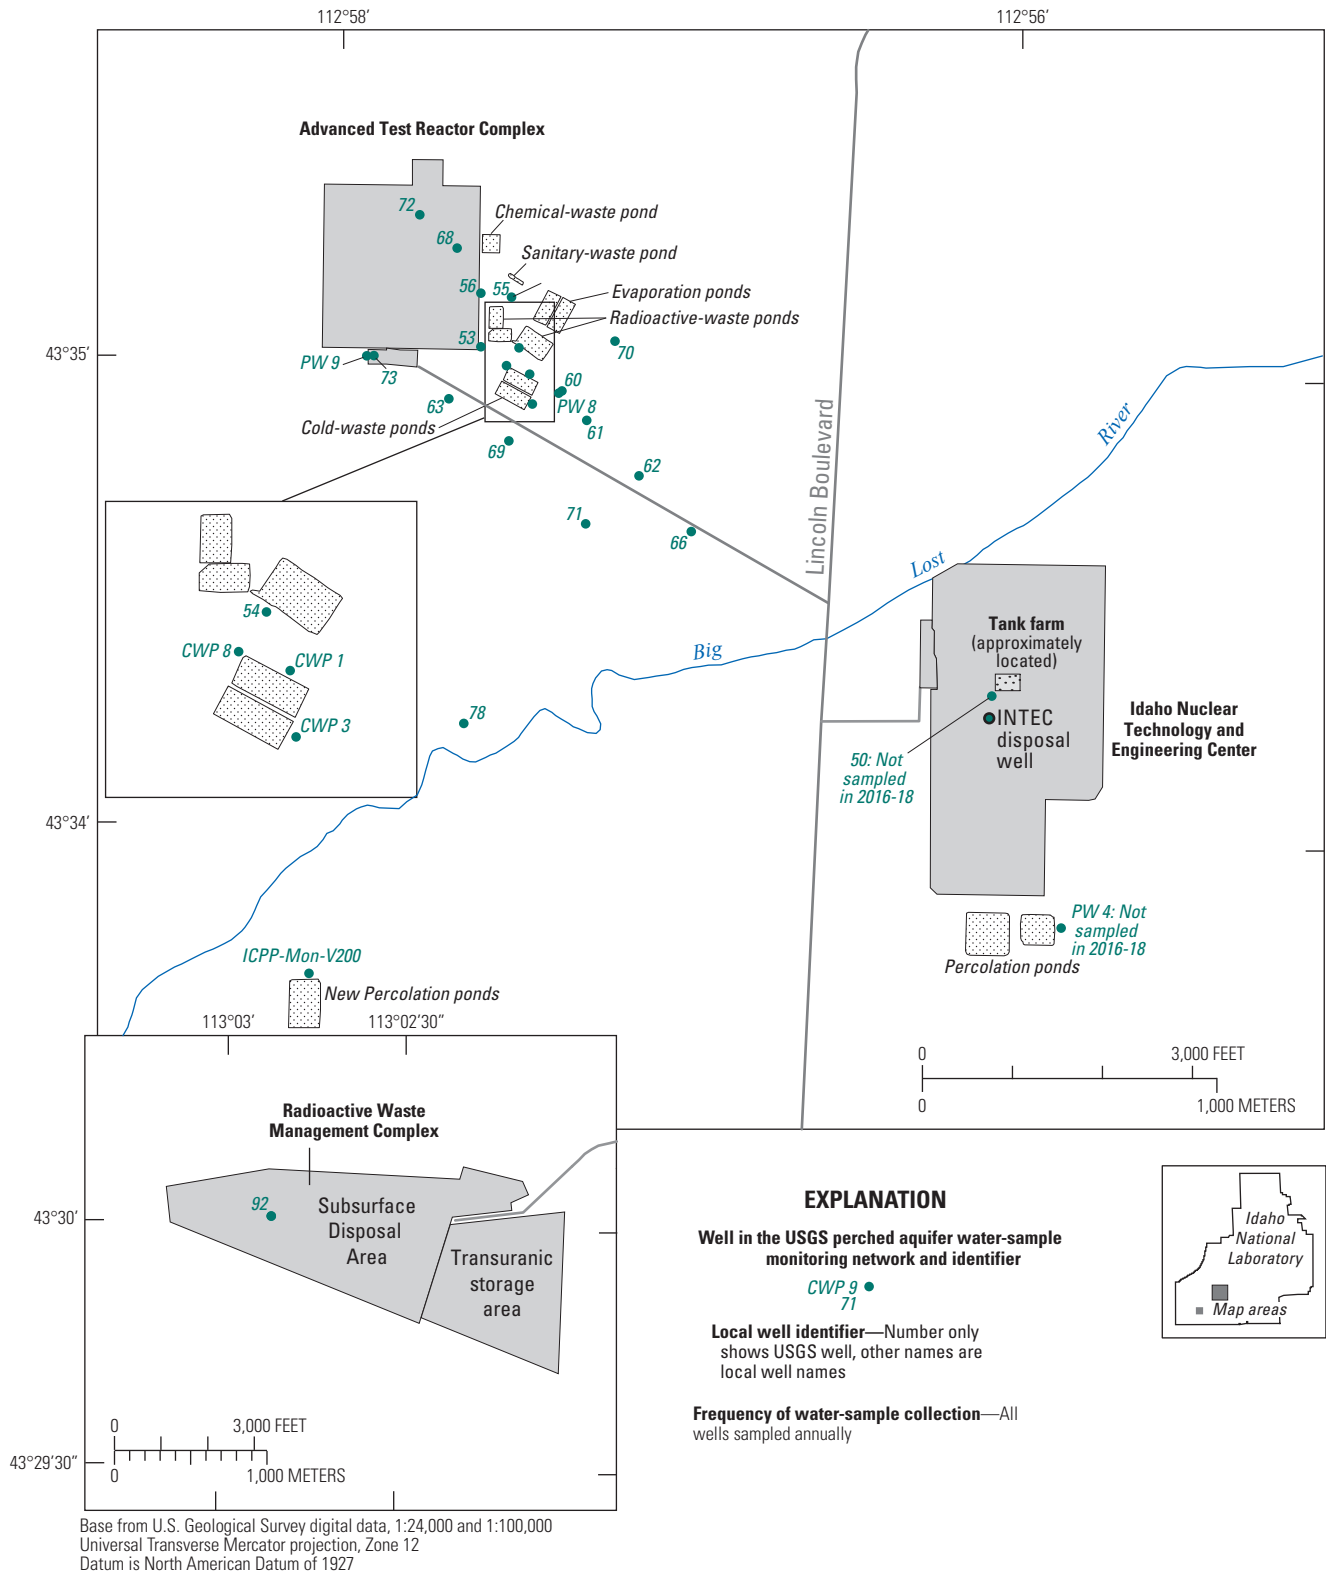 112°58'
112°56'
Advanced Test Reactor Complex
72
Chemical-waste pond
68
Sanitary-waste pond
56
55
Evaporation ponds
Radioactive-waste ponds
53
70
43°35'
PW 9
73
60
63
PW 8
Cold-waste ponds
61
69
62
71
66
Lincoln Boulevard
River
Lost
Big
54
CWP 8
CWP 1
CWP 3
78
Tank farm
(approximately
located)
INTEC
disposal
well
Idaho Nuclear
Technology and
Engineering Center
50: Not
sampled
in 2016-18
43°34'
PW 4: Not
sampled
in 2016-18
Percolation ponds
ICPP-Mon-V200
New Percolation ponds
113°03'
113°02'30"
0
3,000 FEET
0
1,000 METERS
Radioactive Waste
Management Complex
92
Subsurface
Disposal
Area
43°30'
Transuranic
storage
area
0
3,000 FEET
0
1,000 METERS
43°29'30"
EXPLANATION
Well in the USGS perched aquifer water-sample
monitoring network and identifier
CWP 9
71
Local well identifier—Number only
shows USGS well, other names are
local well names
Frequency of water-sample collection—All
wells sampled annually
Idaho
National
Laboratory
Map areas
Base from U.S. Geological Survey digital data, 1:24,000 and 1:100,000
Universal Transverse Mercator projection, Zone 12
Datum is North American Datum of 1927